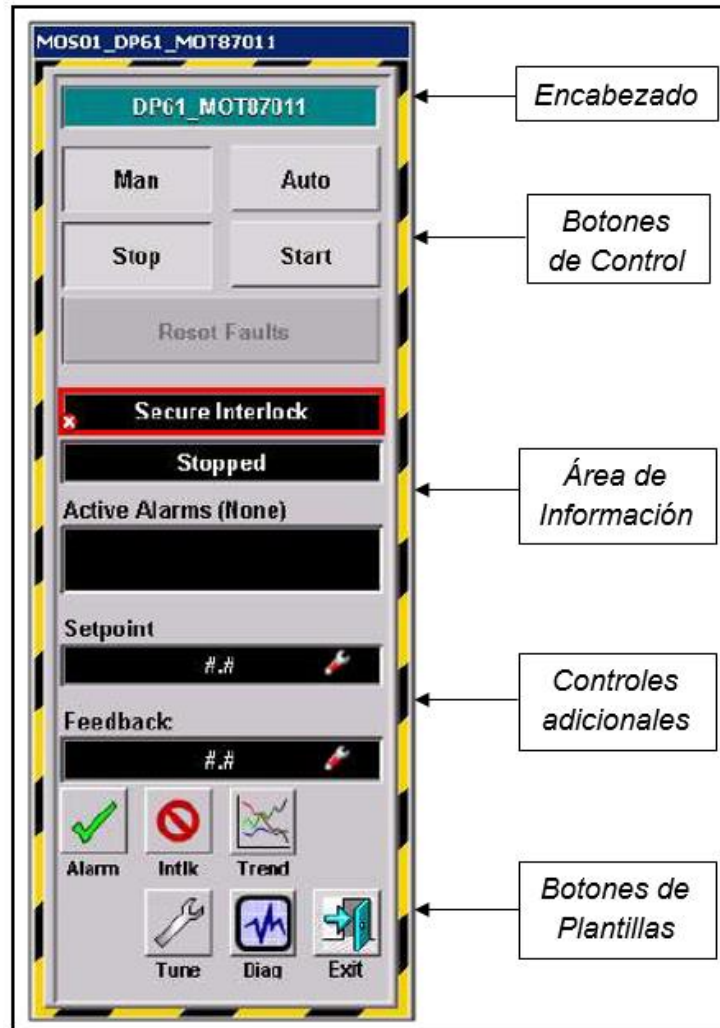 MOS01_DP61_MOT87011
DP61_MOT87011
Encabezado
Man
Auto
Stop
Start
Botones
de Control
Reset Faults
Secure Interlock
Stopped
Active Alarms (None)
Área de
Información
Setpoint
#.#
Controles
adicionales
Feedback:
#.#
Alarm
Intlk
Trend
Tune
Diag
Exit
Botones de
Plantillas